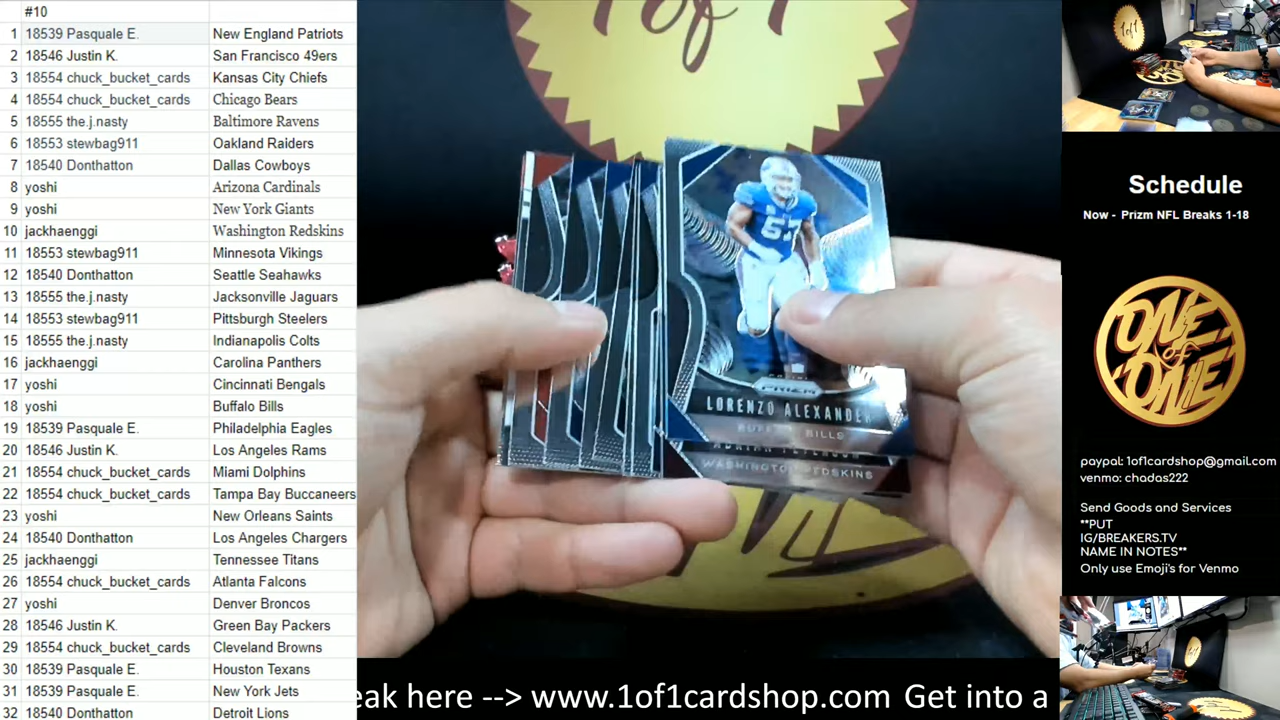 #10
1 18539 Pasquale E. New England Patriots
2 18546 Justin K. San Francisco 49ers
3 18554 chuck_bucket_cards Kansas City Chiefs
4 18554 chuck_bucket_cards Chicago Bears
5 18555 the.j.nasty Baltimore Ravens
6 18553 stewbag911 Oakland Raiders
7 18540 Donthatton Dallas Cowboys
8 yoshi Arizona Cardinals
9 yoshi New York Giants
10 jackhaenggi Washington Redskins
11 18553 stewbag911 Minnesota Vikings
12 18540 Donthatton Seattle Seahawks
13 18555 the.j.nasty Jacksonville Jaguars
14 18553 stewbag911 Pittsburgh Steelers
15 18555 the.j.nasty Indianapolis Colts
16 jackhaenggi Carolina Panthers
17 yoshi Cincinnati Bengals
18 yoshi Buffalo Bills
19 18539 Pasquale E. Philadelphia Eagles
20 18546 Justin K. Los Angeles Rams
21 18554 chuck_bucket_cards Miami Dolphins
22 18554 chuck_bucket_cards Tampa Bay Buccaneers
23 yoshi New Orleans Saints
24 18540 Donthatton Los Angeles Chargers
25 jackhaenggi Tennessee Titans
26 18554 chuck_bucket_cards Atlanta Falcons
27 yoshi Denver Broncos
28 18546 Justin K. Green Bay Packers
29 18554 chuck_bucket_cards Cleveland Browns
30 18539 Pasquale E. Houston Texans
31 18539 Pasquale E. New York Jets
32 18540 Donthatton Detroit Lions
1of1
57
PRIZM
LORENZO ALEXANDER
BILLS
WASHINGTON REDSKINS
eak here --> www.1of1cardshop.com Get into a
1of1
Schedule
Now - Prizm NFL Breaks 1-18
ONE
of
ONE
paypal: 1of1cardshop@gmail.com
venmo: chadas222
Send Goods and Services
**PUT
IG/BREAKERS.TV
NAME IN NOTES**
Only use Emoji's for Venmo